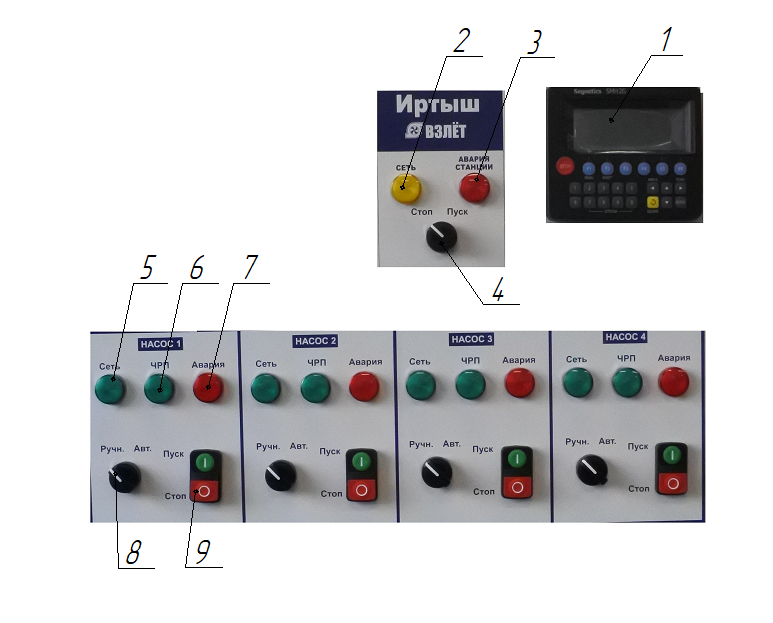 2
3
1
Segnetics SMH2G
Иртыш
ВЗЛЁТ
СЕТЬ
АВАРИЯ
СТАНЦИИ
Стоп Пуск
5
6
7
4
НАСОС 1
НАСОС 2
НАСОС 3
НАСОС 4
Сеть ЧРП Авария
Сеть ЧРП Авария
Сеть ЧРП Авария
Сеть ЧРП Авария
Ручн. Авт. Пуск
Ручн. Авт. Пуск
Ручн. Авт. Пуск
Ручн. Авт. Пуск
Стоп
Стоп
Стоп
Стоп
8
9